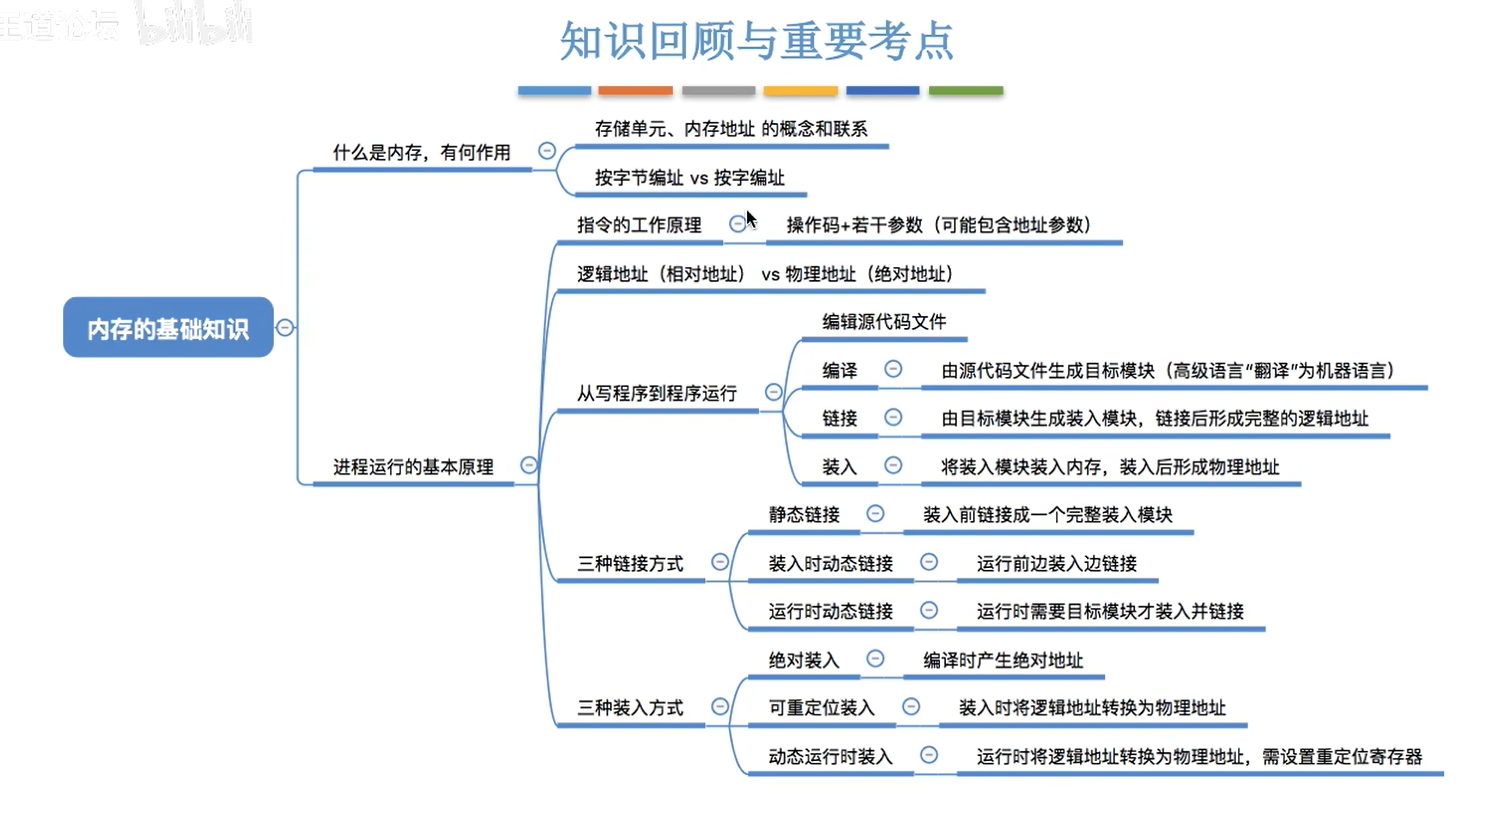 王道论坛 bilibili
知识回顾与重要考点
内存的基础知识
什么是内存，有何作用
存储单元、内存地址 的概念和联系
按字节编址 vs 按字编址
进程运行的基本原理
指令的工作原理
操作码+若干参数（可能包含地址参数）
逻辑地址（相对地址） vs 物理地址（绝对地址）
从写程序到程序运行
编辑源代码文件
编译
由源代码文件生成目标模块（高级语言“翻译”为机器语言）
链接
由目标模块生成装入模块，链接后形成完整的逻辑地址
装入
将装入模块装入内存，装入后形成物理地址
三种链接方式
静态链接
装入前链接成一个完整装入模块
装入时动态链接
运行前边装入边链接
运行时动态链接
运行时需要目标模块才装入并链接
三种装入方式
绝对装入
编译时产生绝对地址
可重定位装入
装入时将逻辑地址转换为物理地址
动态运行时装入
运行时将逻辑地址转换为物理地址，需设置重定位寄存器